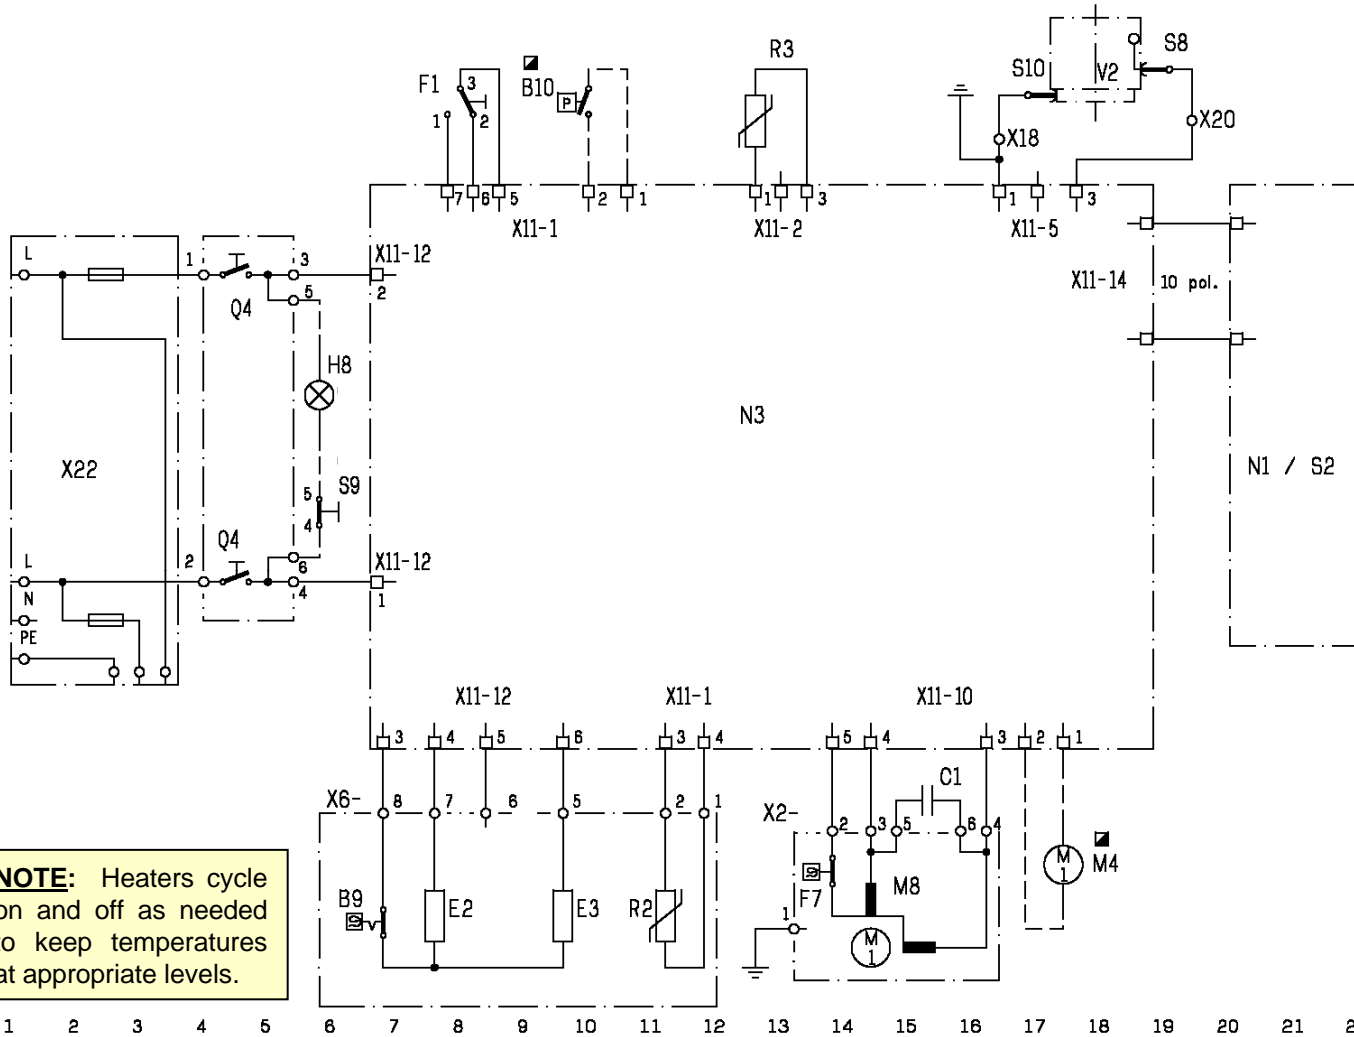 R3
S8
F1
3
B10
P
S10
V2
1
2
X18
X20
7
6
5
2
1
1
3
1
3
X11-1
X11-2
X11-5
L
1
3
X11-12
2
5
Q4
X11-14
10 pol.
H8
N3
X22
N1 / S2
5
S9
4
Q4
L
2
6
X11-12
4
1
N
PE
X11-12
X11-1
X11-10
3
4
5
6
3
4
5
4
3
2
1
C1
X6-
8
7
6
5
2
1
X2-
2
3
5
6
4
M
1
M4
NOTE: Heaters cycle
on and off as needed
to keep temperatures
at appropriate levels.
B9
E2
E3
R2
F7
M8
1
M
1
1 2 3 4 5 6 7 8 9 10 11 12 13 14 15 16 17 18 19 20 21 2